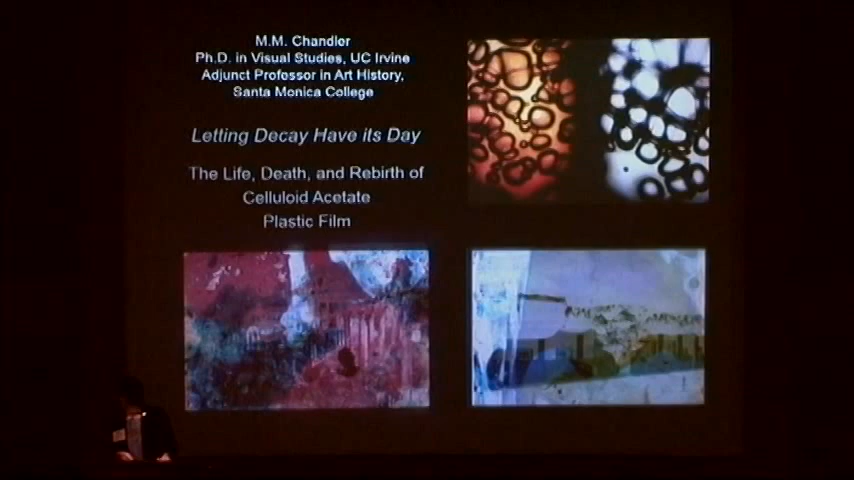 M.M. Chandler
Ph.D. in Visual Studies, UC Irvine
Adjunct Professor in Art History,
Santa Monica College
Letting Decay Have its Day
The Life, Death, and Rebirth of
Celluloid Acetate
Plastic Film